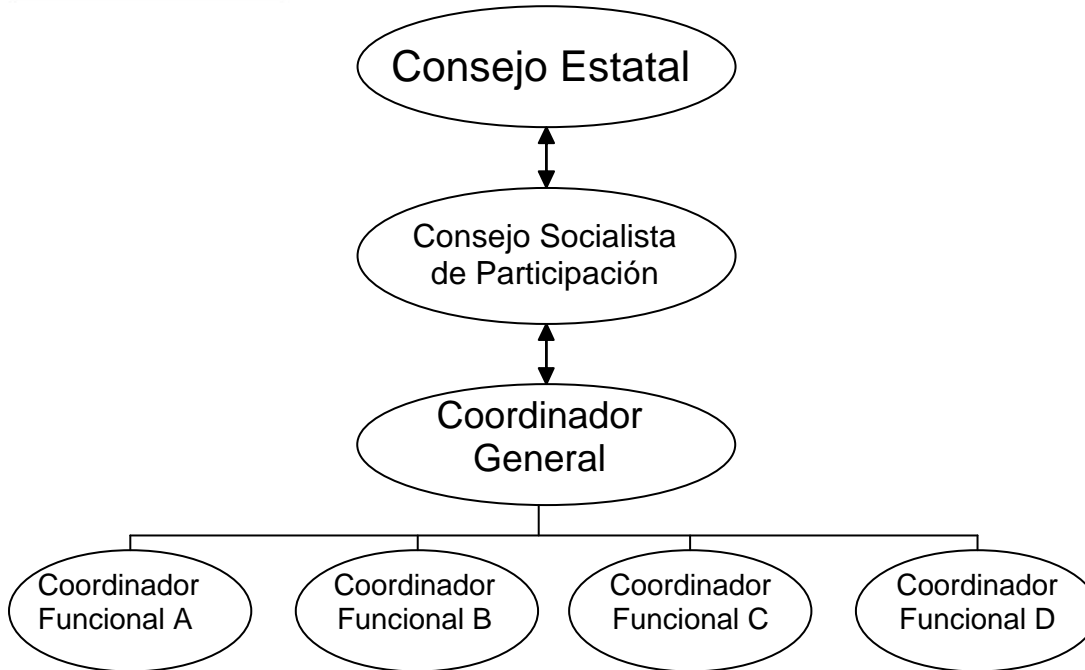 Consejo Estatal
Consejo Socialista
de Participación
Coordinador
General
Coordinador
Funcional A
Coordinador
Funcional B
Coordinador
Funcional C
Coordinador
Funcional D